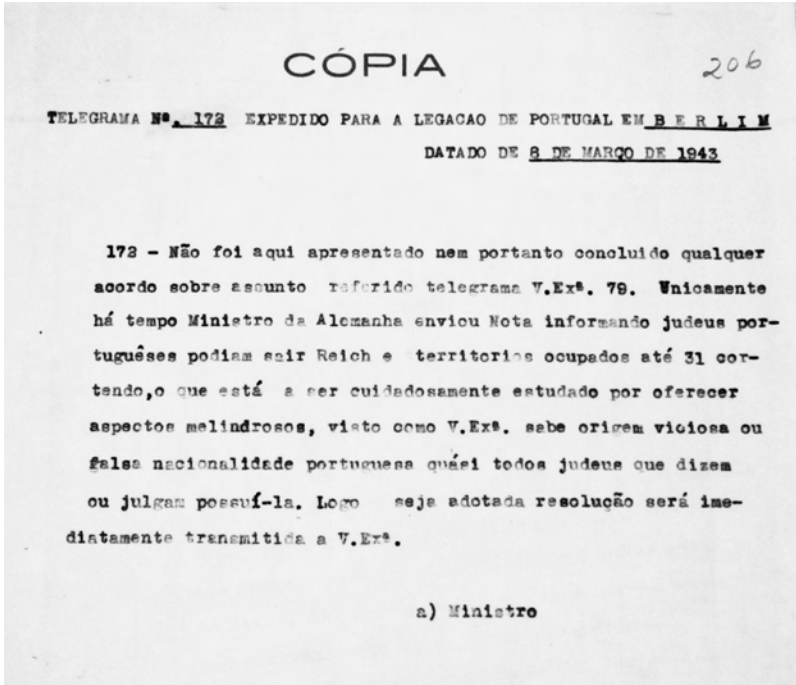 CÓPIA
206
TELEGRAMA Nº. 172 EXPEDIDO PARA A LEGACAO DE PORTUGAL EM B E R L I M
DATADO DE 8 DE MARÇO DE 1943
172 - Não foi aqui apresentado nem portanto concluido qualquer
acordo sobre assunto referido telegrama V.Exª. 79. Unicamente
há tempo Ministro da Alemanha enviou Nota informando judeus por-
tuguêses podiam sair Reich e territorios ocupados até 31 cor-
tendo,o que está a ser cuidadosamente estudado por oferecer
aspectos melindrosos, visto como V.Exª. sabe origem viciosa ou
falsa nacionalidade portuguesa quási todos judeus que dizem
ou julgam possuí-la. Logo seja adotada resolução será ime-
diatamente transmitida a V.Exª.
a) Ministro